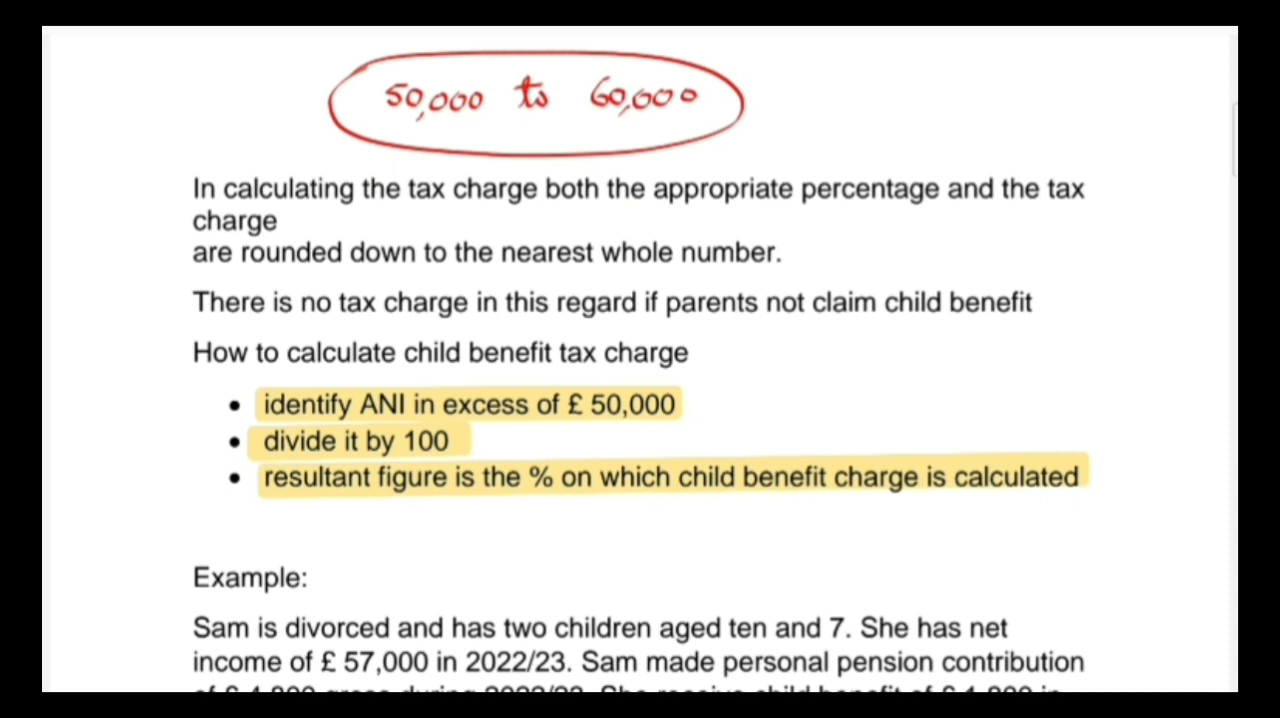 50,000 to 60,000
In calculating the tax charge both the appropriate percentage and the tax
charge
are rounded down to the nearest whole number.
There is no tax charge in this regard if parents not claim child benefit
How to calculate child benefit tax charge
• identify ANI in excess of £ 50,000
• divide it by 100
• resultant figure is the % on which child benefit charge is calculated
Example:
Sam is divorced and has two children aged ten and 7. She has net
income of £ 57,000 in 2022/23. Sam made personal pension contribution